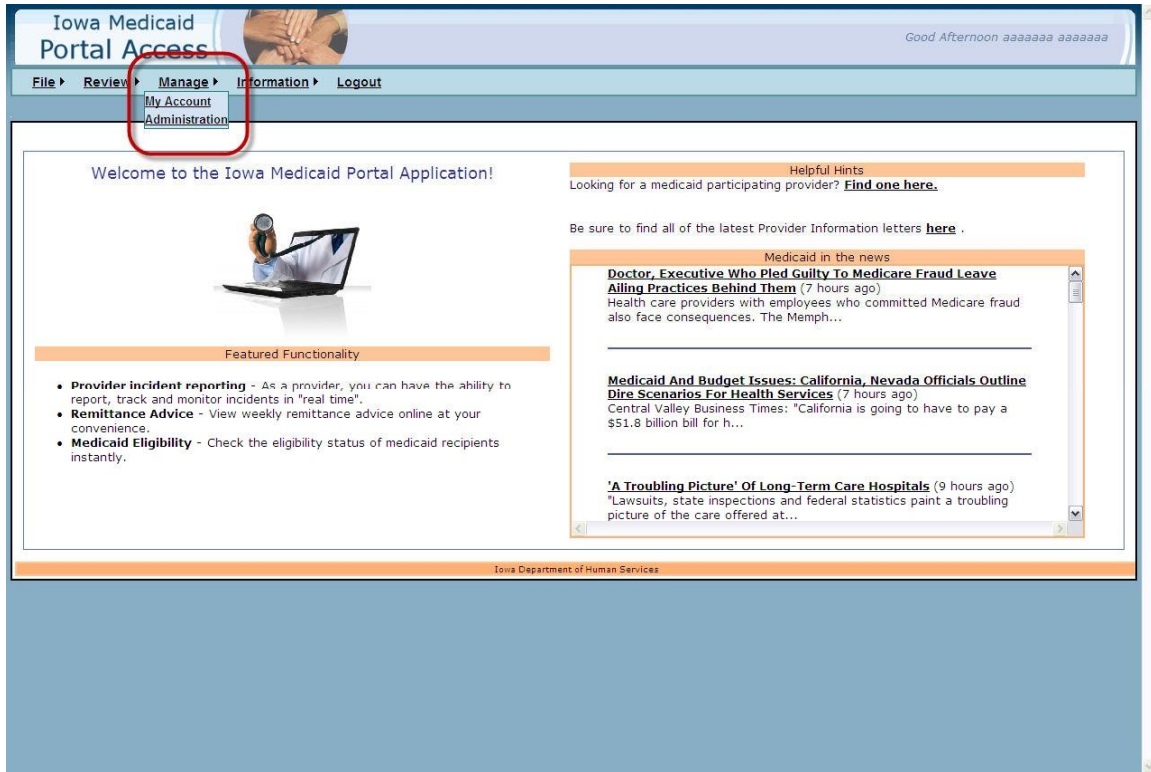 Iowa Medicaid
Portal Access
Good Afternoon aaaaaaa aaaaaaa
File Review Manage Information Logout
My Account
Administration
Welcome to the Iowa Medicaid Portal Application!
Featured Functionality
Provider incident reporting - As a provider, you can have the ability to
report, track and monitor incidents in "real time".
Remittance Advice - View weekly remittance advice online at your
convenience.
Medicaid Eligibility - Check the eligibility status of medicaid recipients
instantly.
Helpful Hints
Looking for a medicaid participating provider? Find one here.
Be sure to find all of the latest Provider Information letters here .
Medicaid in the news
Doctor, Executive Who Pled Guilty To Medicare Fraud Leave
Ailing Practices Behind Them (7 hours ago)
Health care providers with employees who committed Medicare fraud
also face consequences. The Memph...
Medicaid And Budget Issues: California, Nevada Officials Outline
Dire Scenarios For Health Services (7 hours ago)
Central Valley Business Times: "California is going to have to pay a
$51.8 billion bill for h...
'A Troubling Picture' Of Long-Term Care Hospitals (9 hours ago)
"Lawsuits, state inspections and federal statistics paint a troubling
picture of the care offered at...
Iowa Department of Human Services